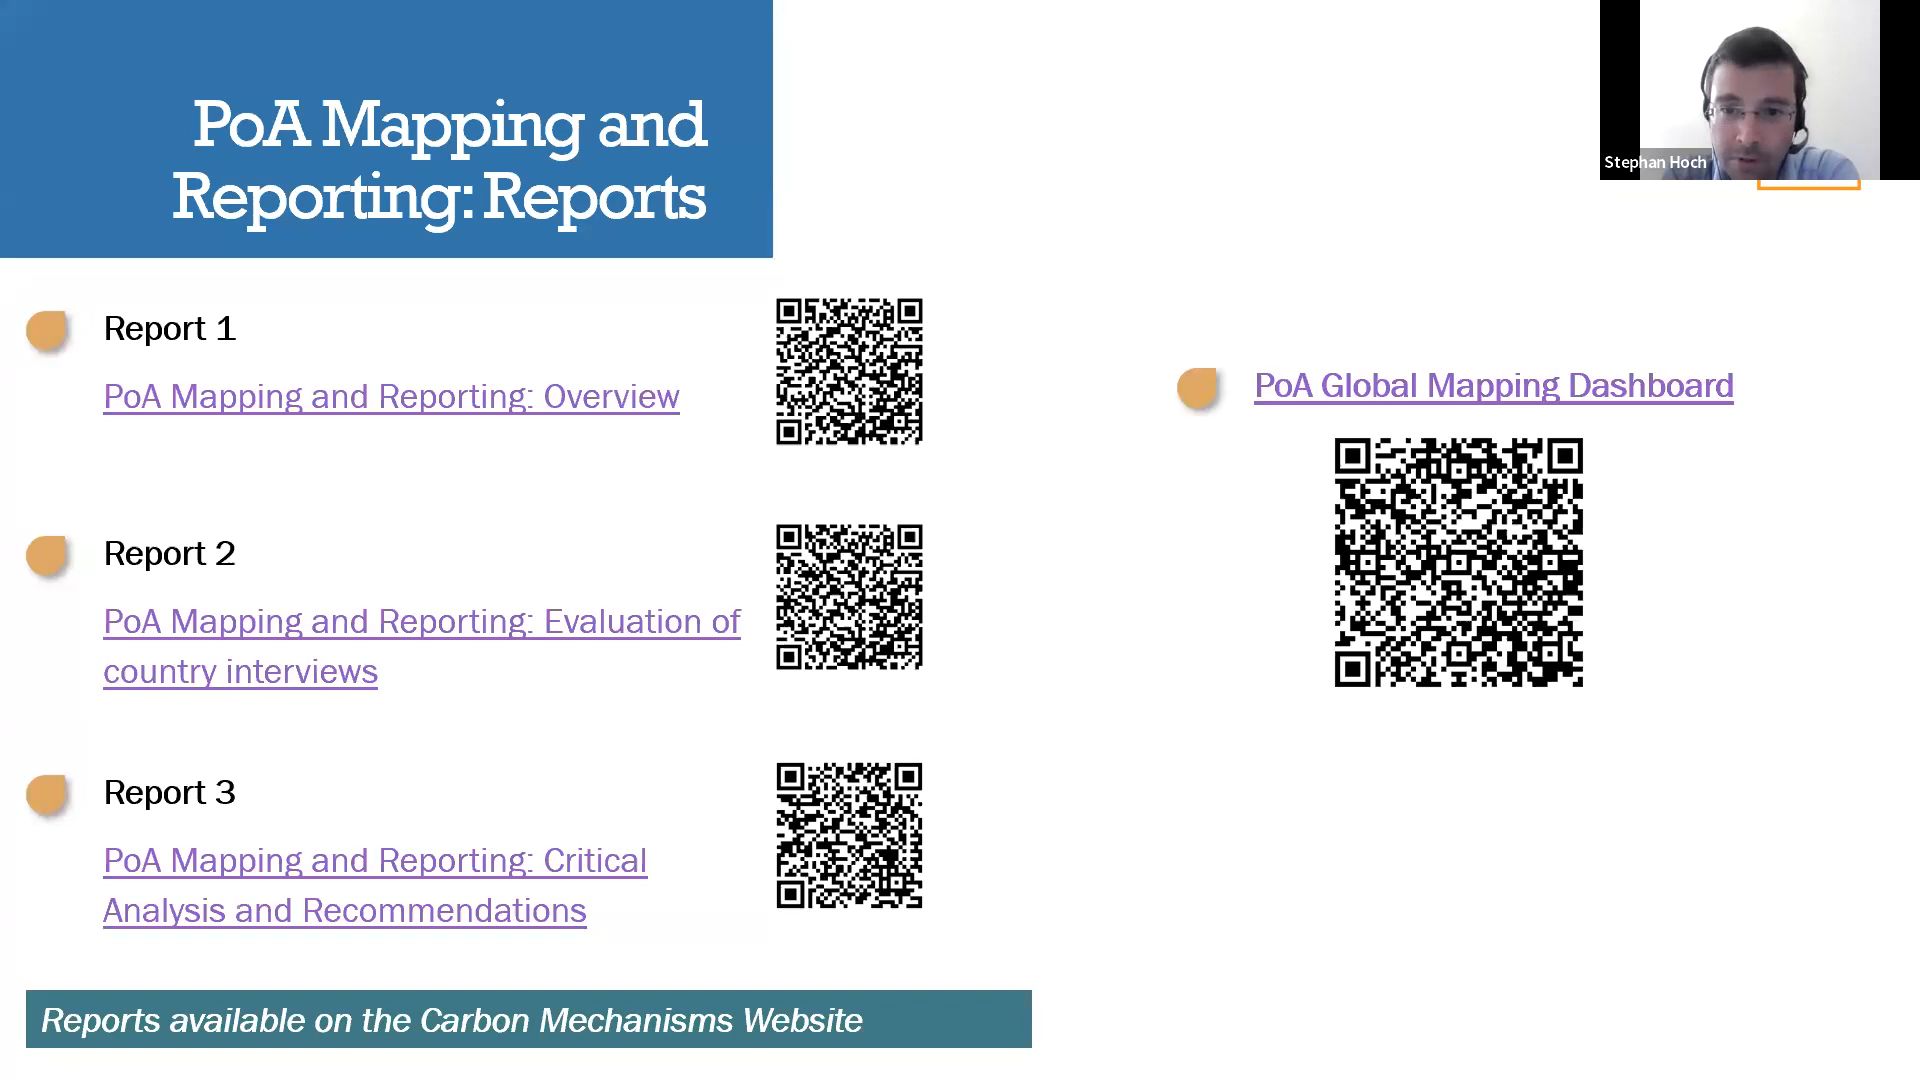 PoA Mapping and
Reporting: Reports
Stephan Hoch
Report 1
PoA Mapping and Reporting: Overview
Report 2
PoA Mapping and Reporting: Evaluation of
country interviews
Report 3
PoA Mapping and Reporting: Critical
Analysis and Recommendations
PoA Global Mapping Dashboard
Reports available on the Carbon Mechanisms Website